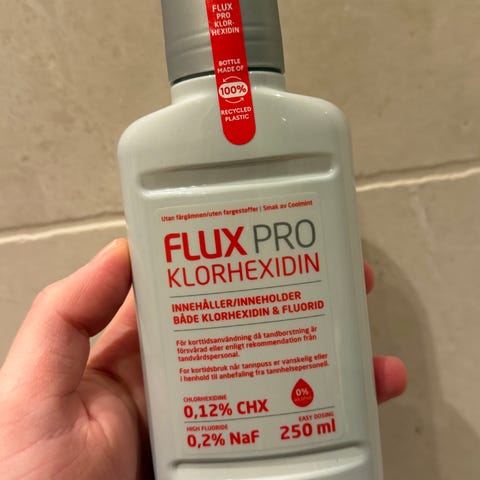 FLUX
PRO
KLOR-
HEXIDIN
BOTTLE
MADE OF
100%
RECYCLED
PLASTIC
Utan färgämnen/uten fargestoffer | Smak av Coolmint
FLUX PRO
KLORHEXIDIN
INNEHÅLLER/INNEHOLDER
BÅDE KLORHEXIDIN & FLUORID
För korttidsanvändning då tandborstning är
försvårad eller enligt rekommendation från
tandvårdspersonal.
For kortidsbruk når tannpuss er vanskelig eller
i henhold til anbefaling fra tannhelsepersonell.
CHLORHEXIDINE
0,12% CHX
0%
HIGH FLUORIDE
0,2% NaF
EASY DOSING
250 ml